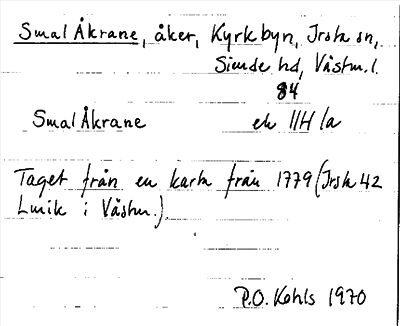 Smal Åkrane, åker, Kyrkbyn, Irsta sn,
Siende hd, Västm. l.
84
Smal Åkrane ek 11H 1a
Taget från en karta från 1779 (Irsta 42
Lmtk i Västm.)
P.O. Kohls 1970